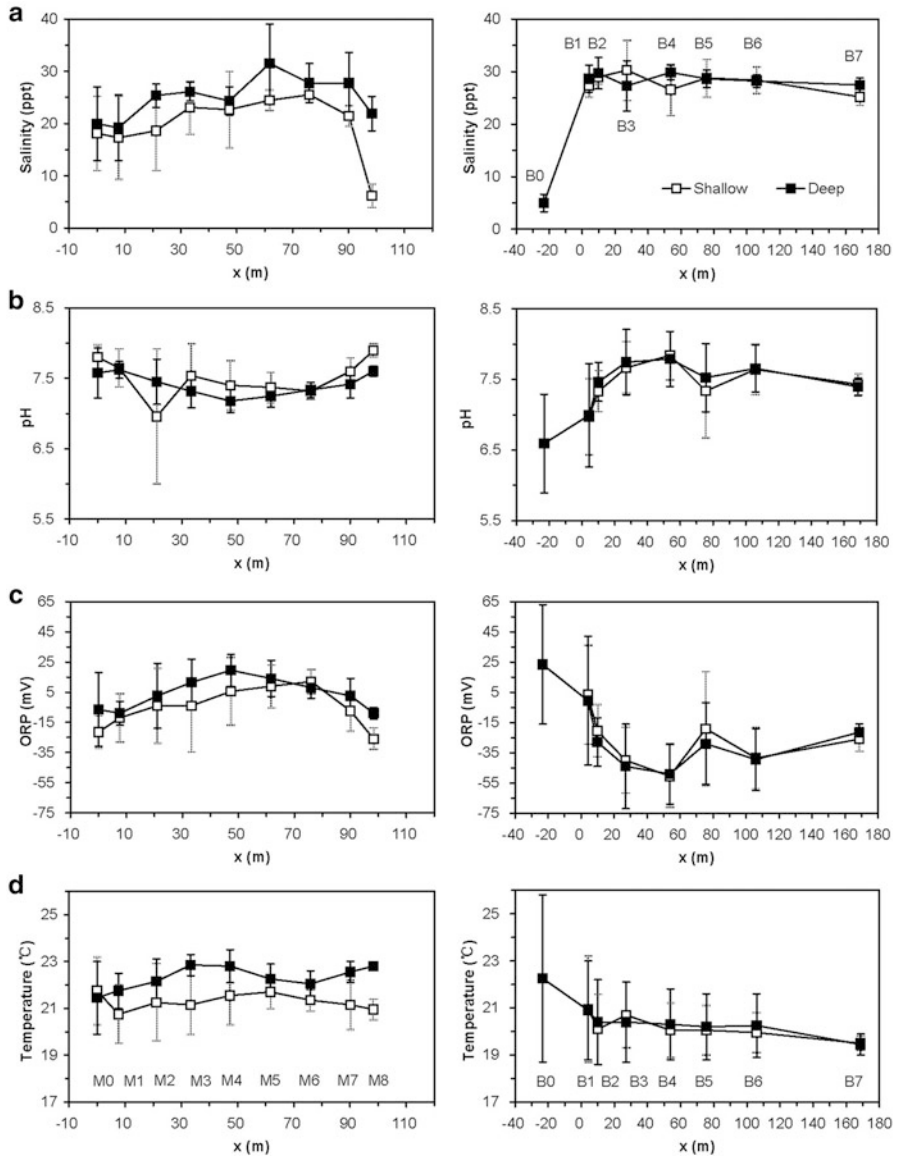 a
Salinity (ppt)
40
30
20
10
0
-10 10 30 50 70 90 110
x (m)
Salinity (ppt)
40
30
20
10
0
B0
B1 B2 B3 B4 B5 B6 B7
Shallow Deep
-40 -20 0 20 40 60 80 100 120 140 160 180
x (m)
b
pH
8.5
7.5
6.5
5.5
-10 10 30 50 70 90 110
x (m)
pH
8.5
7.5
6.5
5.5
-40 -20 0 20 40 60 80 100 120 140 160 180
x (m)
c
ORP (mV)
65
45
25
5
-15
-35
-55
-75
-10 10 30 50 70 90 110
x (m)
ORP (mV)
65
45
25
5
-15
-35
-55
-75
-40 -20 0 20 40 60 80 100 120 140 160 180
x (m)
d
Temperature (℃)
25
23
21
19
17
M0 M1 M2 M3 M4 M5 M6 M7 M8
-10 10 30 50 70 90 110
x (m)
Temperature (℃)
25
23
21
19
17
B0 B1 B2 B3 B4 B5 B6 B7
-40 -20 0 20 40 60 80 100 120 140 160 180
x (m)